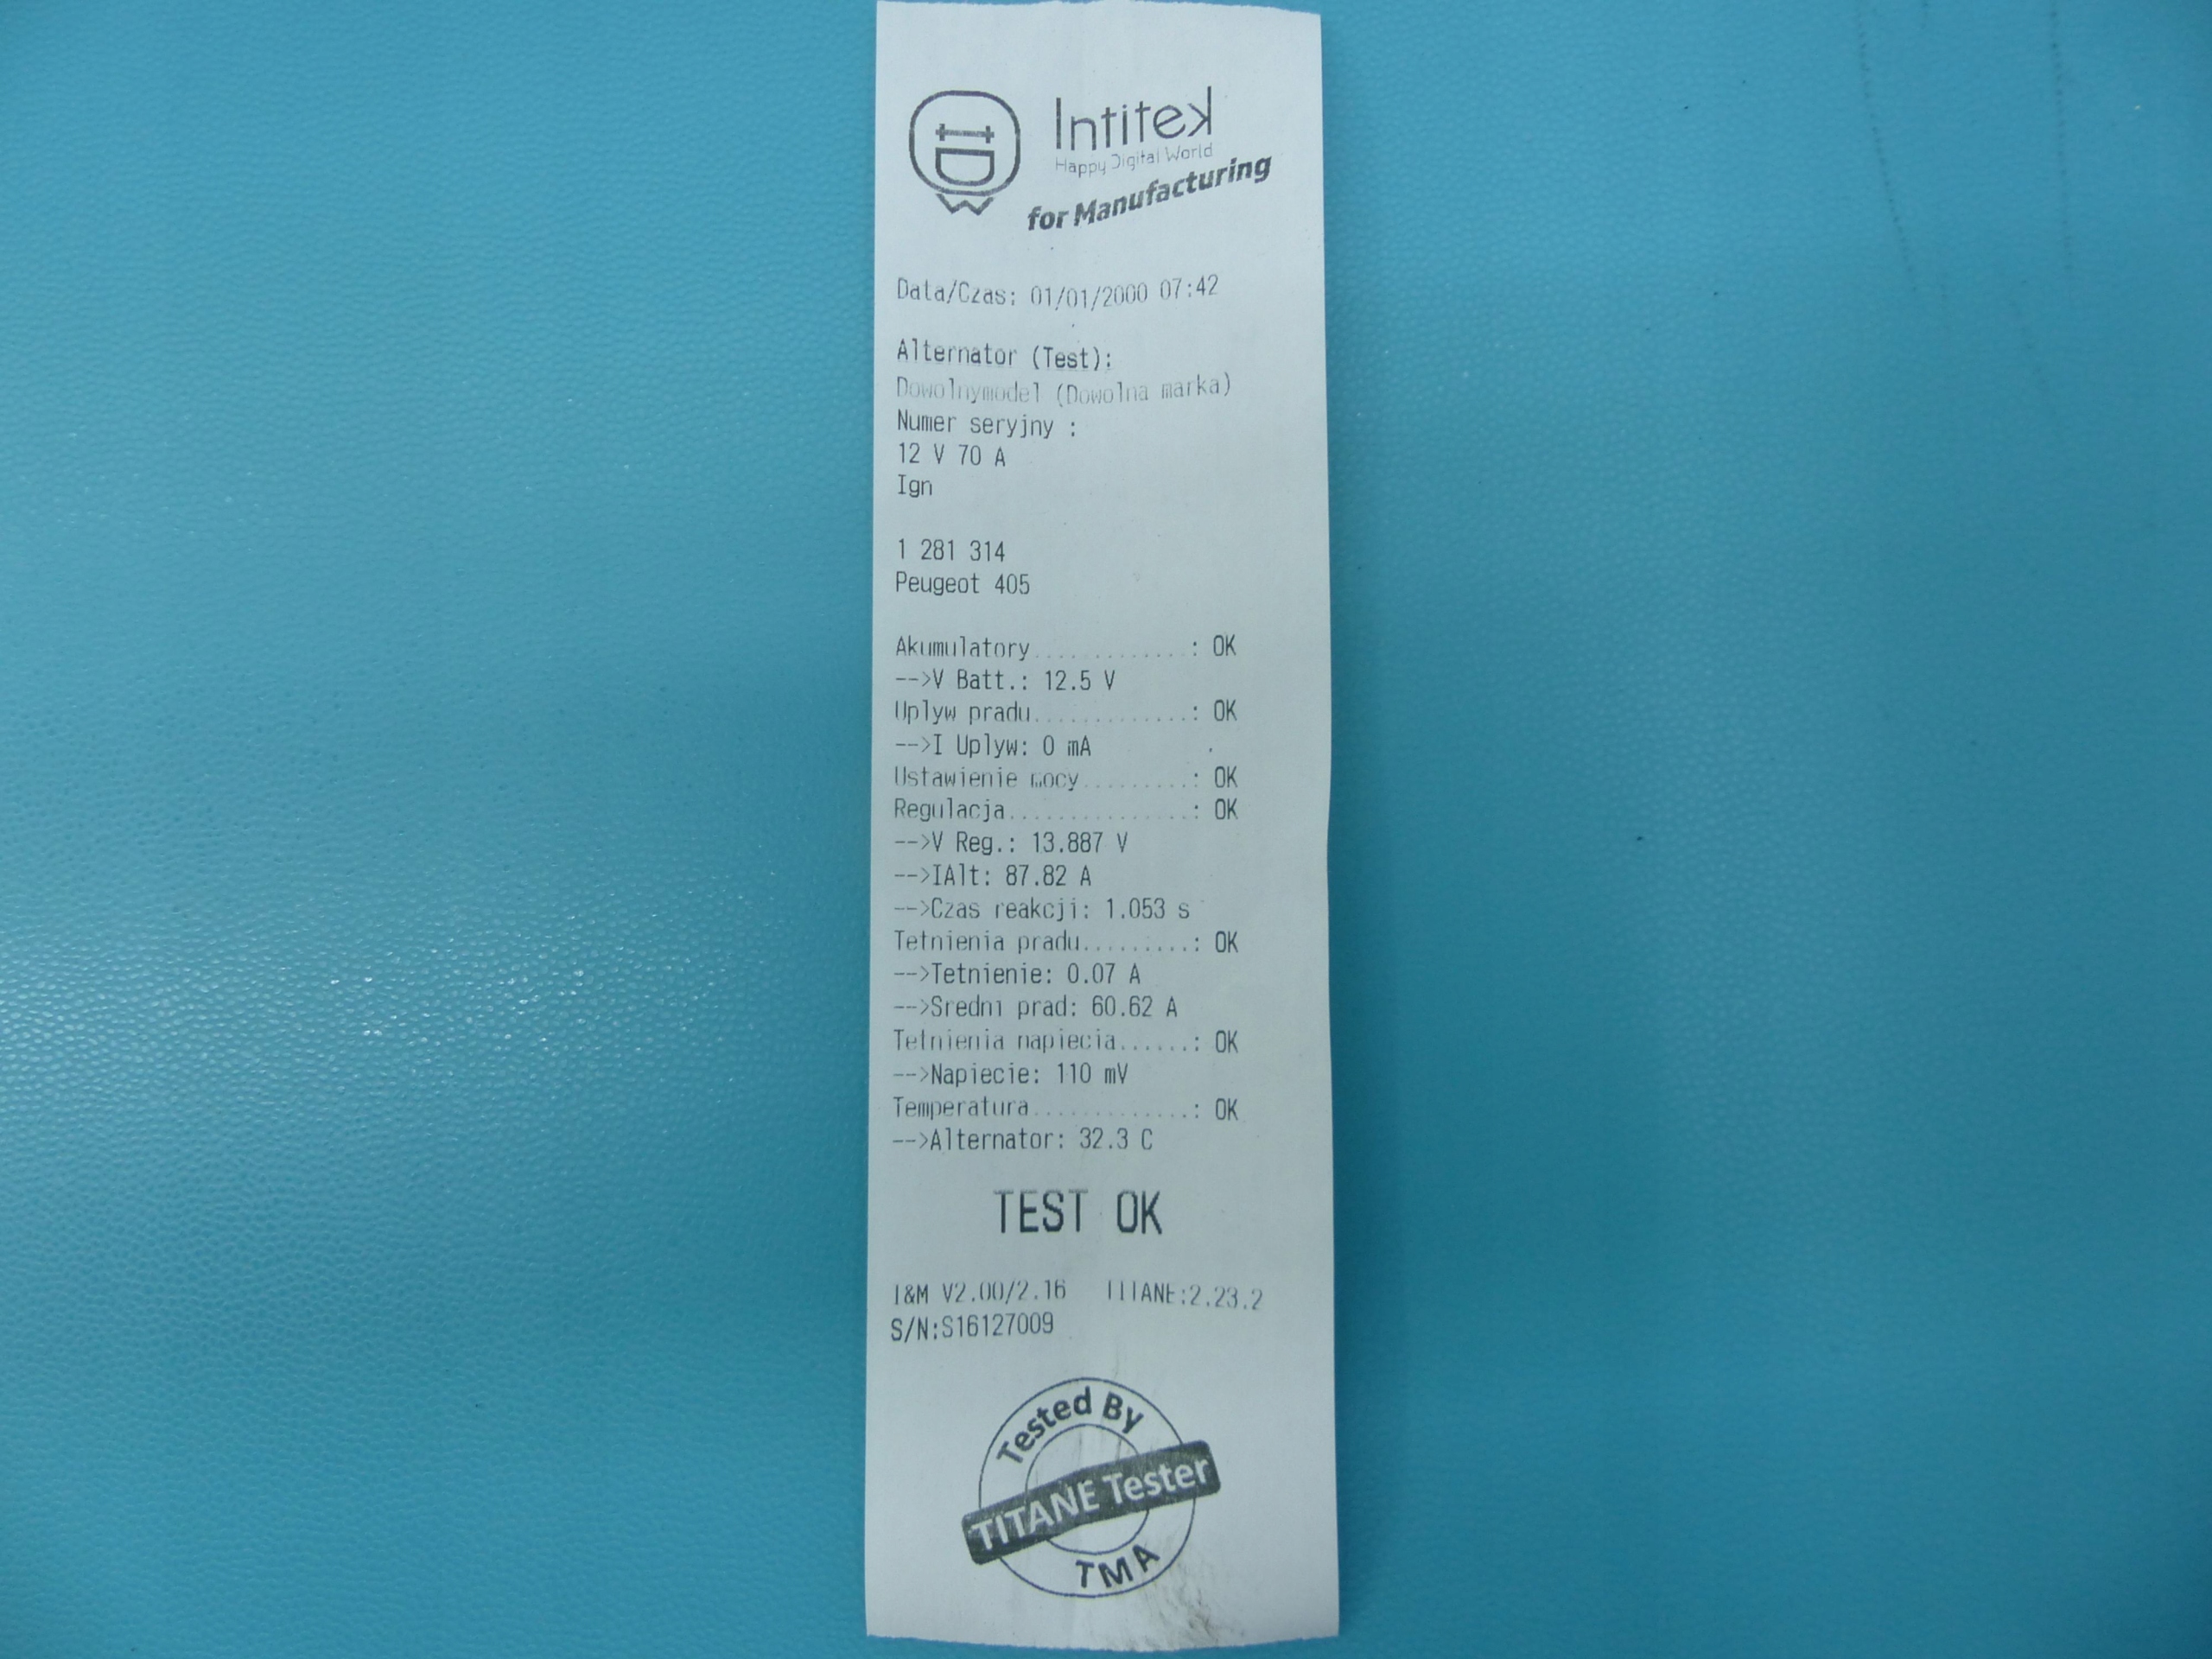 Intitek
Happy Digital World
for Manufacturing
Data/Czas: 01/01/2000 07:42
Alternator (Test):
Dowolnymodel (Dowolna marka)
Numer seryjny :
12 V 70 A
Ign
1 281 314
Peugeot 405
Akumulatory.............: OK
-->V Batt.: 12.5 V
Uplyw pradu.............: OK
-->I Uplyw: 0 mA
Ustawienie mocy.........: OK
Regulacja...............: OK
-->V Reg.: 13.887 V
-->IAlt: 87.82 A
-->Czas reakcji: 1.053 s
Tetnienia pradu.........: OK
-->Tetnienie: 0.07 A
-->Sredni prad: 60.62 A
Tetnienia napiecia......: OK
-->Napiecie: 110 mV
Temperatura.............: OK
-->Alternator: 32.3 C
TEST OK
I&M V2.00/2.16 TITANE:2.23.2
S/N:S16127009
Tested By
TITANE Tester
TMA